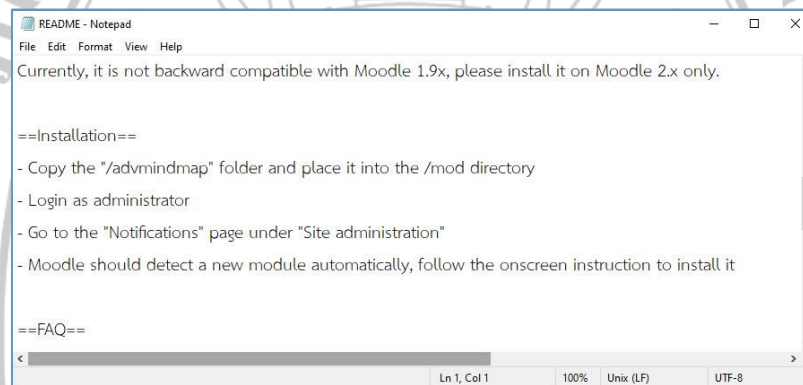 README - Notepad
File Edit Format View Help
Currently, it is not backward compatible with Moodle 1.9x, please install it on Moodle 2.x only.
==Installation==
- Copy the "/advmindmap" folder and place it into the /mod directory
- Login as administrator
- Go to the "Notifications" page under "Site administration"
- Moodle should detect a new module automatically, follow the onscreen instruction to install it
==FAQ==
Ln 1, Col 1 100% Unix (LF) UTF-8